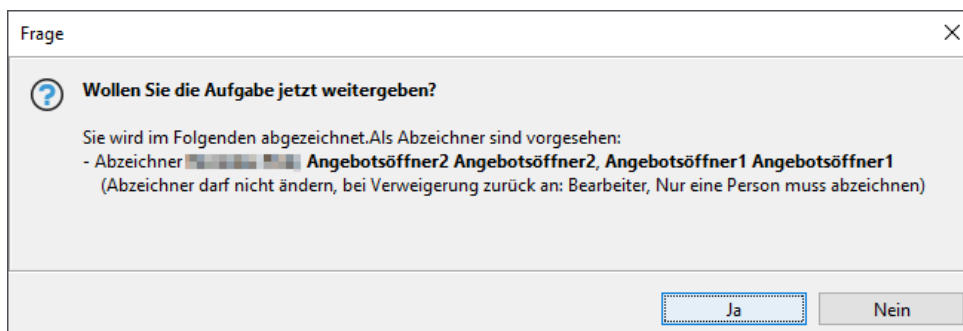 Frage
Wollen Sie die Aufgabe jetzt weitergeben?
Sie wird im Folgenden abgezeichnet.Als Abzeichner sind vorgesehen:
- Abzeichner Angebotsöffner2 Angebotsöffner2, Angebotsöffner1 Angebotsöffner1
(Abzeichner darf nicht ändern, bei Verweigerung zurück an: Bearbeiter, Nur eine Person muss abzeichnen)
Ja
Nein